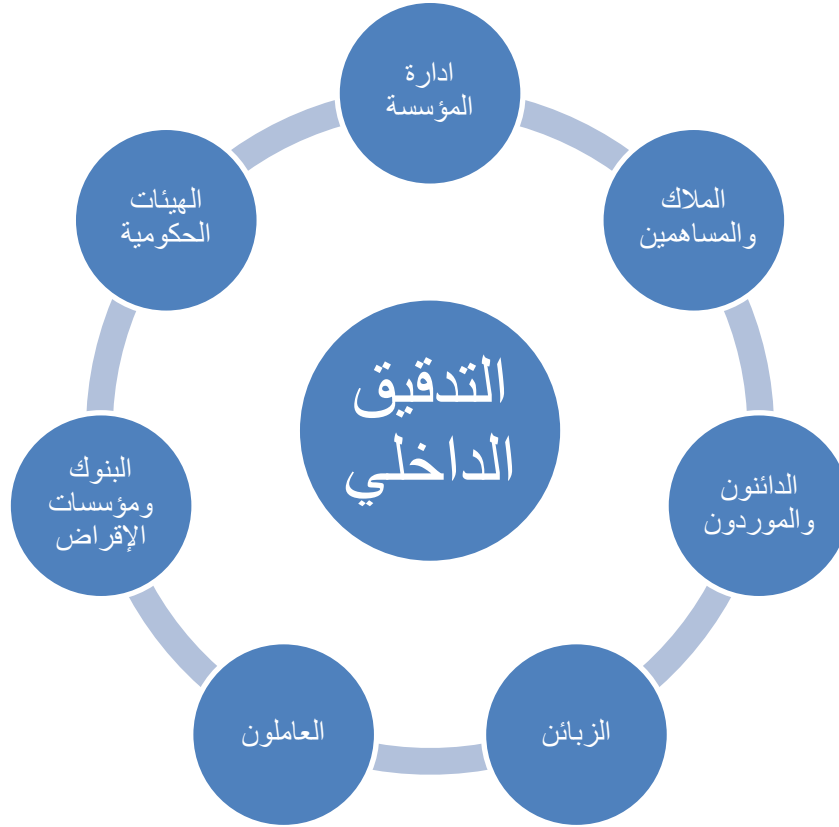 ادارة
المؤسسة
الملاك
والمساهمين
الدائنون
والموردون
الزبائن
العاملون
البنوك
ومؤسسات
الإقراض
الهيئات
الحكومية
التدقيق
الداخلي